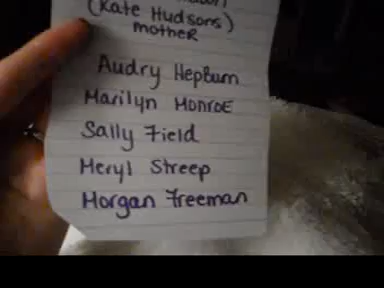 (Kate Hudsons)
mother
Audry Hepburn
Marilyn Monroe
Sally Field
Meryl Streep
Morgan Freeman